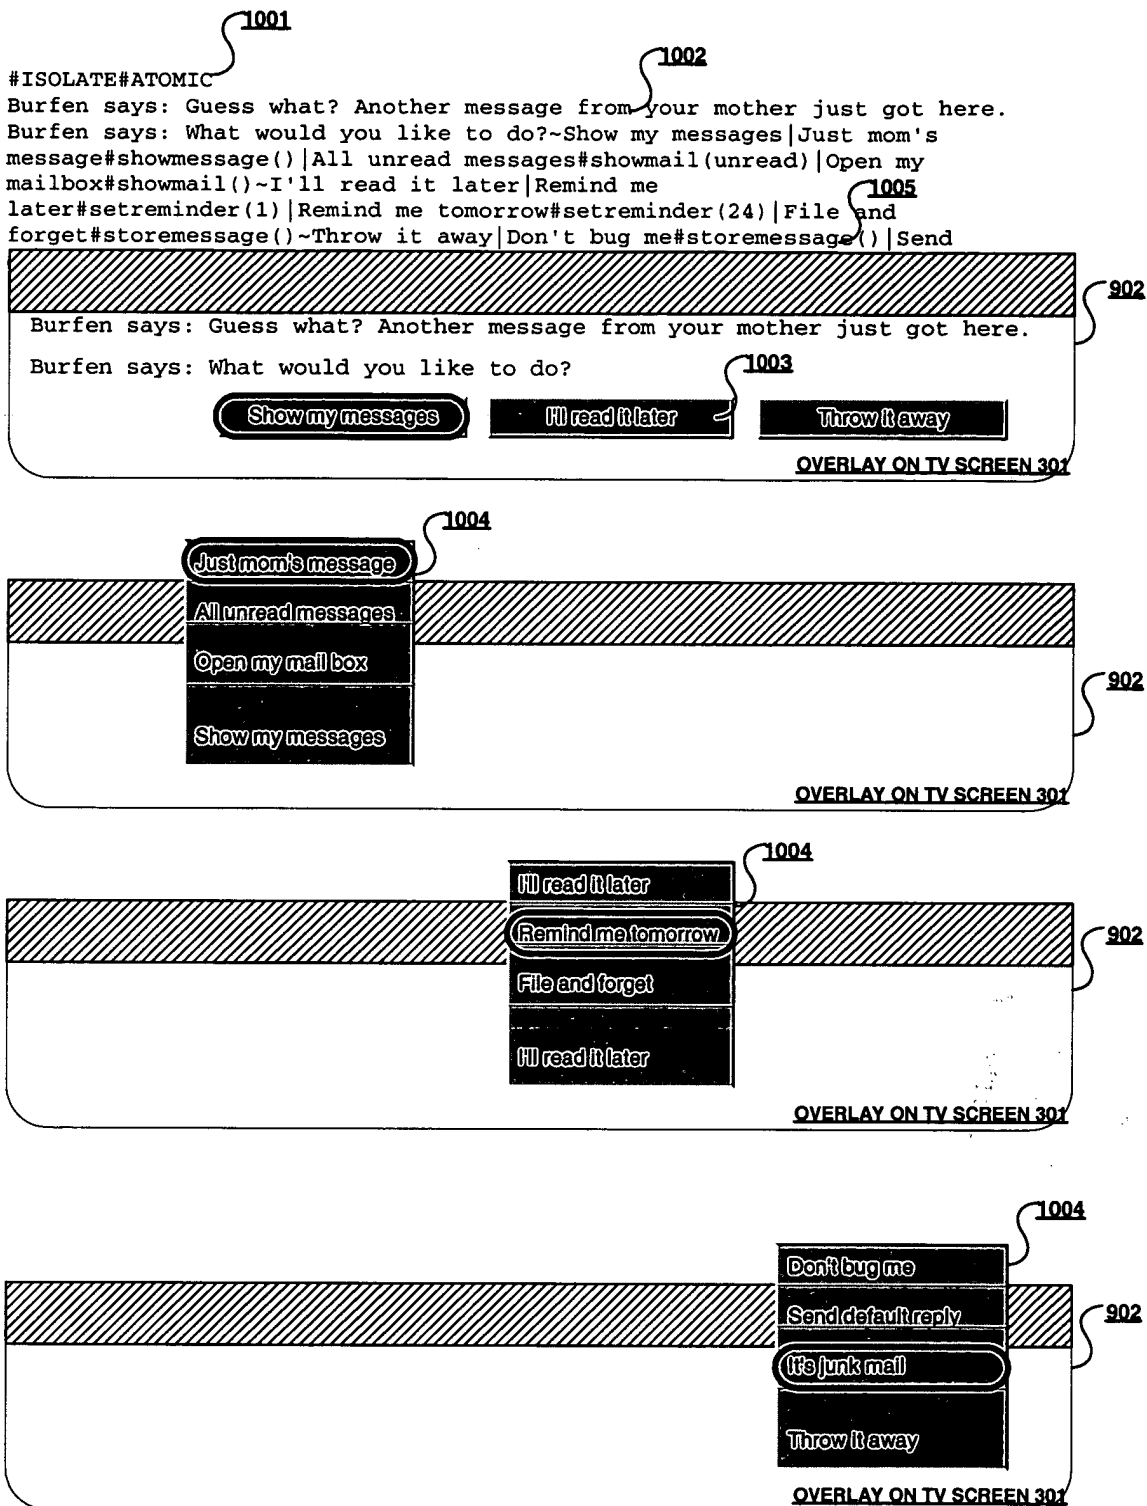 1001
#ISOLATE#ATOMIC
1002
Burfen says: Guess what? Another message from your mother just got here.
Burfen says: What would you like to do?~Show my messages|Just mom's
message#showmessage()|All unread messages#showmail(unread)|Open my
mailbox#showmail()~I'll read it later|Remind me
1005
later#setreminder(1)|Remind me tomorrow#setreminder(24)|File and
forget#storemessage()~Throw it away|Don't bug me#storemessage()|Send
902
Burfen says: Guess what? Another message from your mother just got here.
Burfen says: What would you like to do?
1003
Show my messages I'll read it later Throw it away
OVERLAY ON TV SCREEN 301
1004
Just mom's message
All unread messages
Open my mail box
902
Show my messages
OVERLAY ON TV SCREEN 301
1004
I'll read it later
Remind me tomorrow
902
File and forget
I'll read it later
OVERLAY ON TV SCREEN 301
1004
Don't bug me
Send default reply
902
It's junk mail
Throw it away
OVERLAY ON TV SCREEN 301